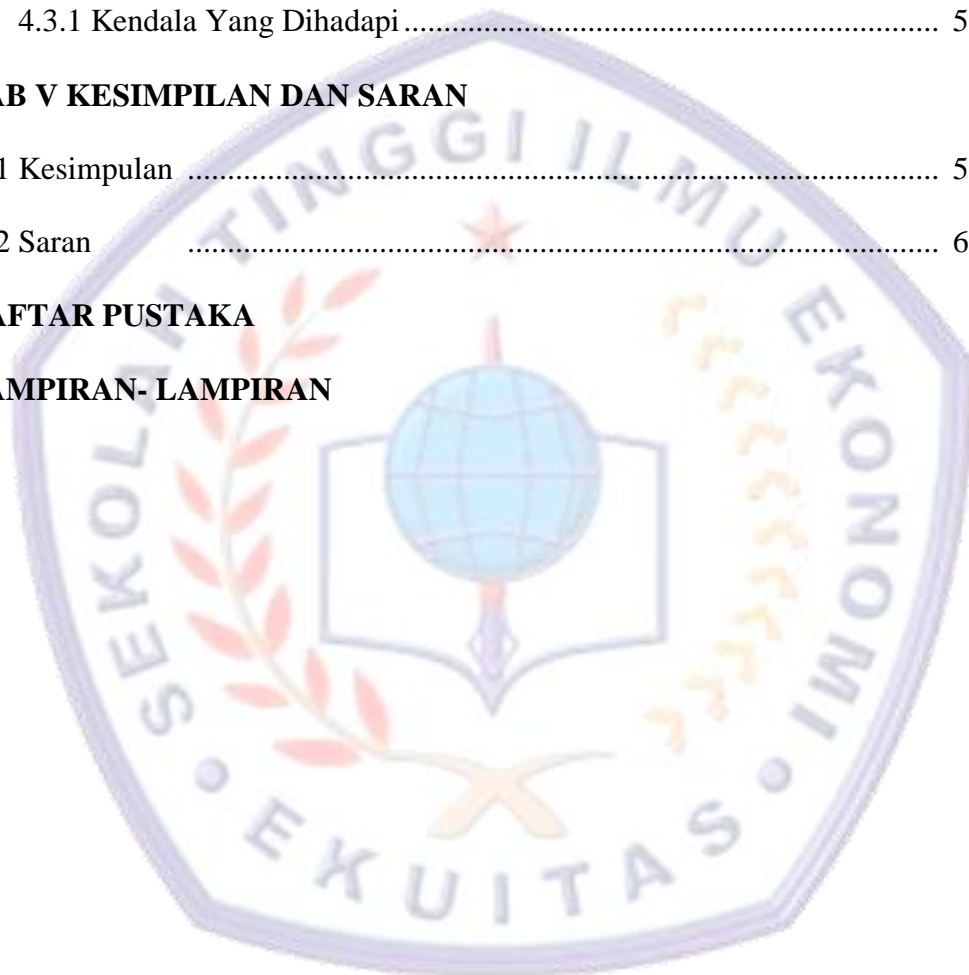 4.3.1 Kendala Yang Dihadapi ........................................................................ 5
AB V KESIMPILAN DAN SARAN
1 Kesimpulan ........................................................................ 5
2 Saran ........................................................................ 6
AFTAR PUSTAKA
AMPIRAN- LAMPIRAN
SEKOLAH TINGGI ILMU EKONOMI
EKUITAS